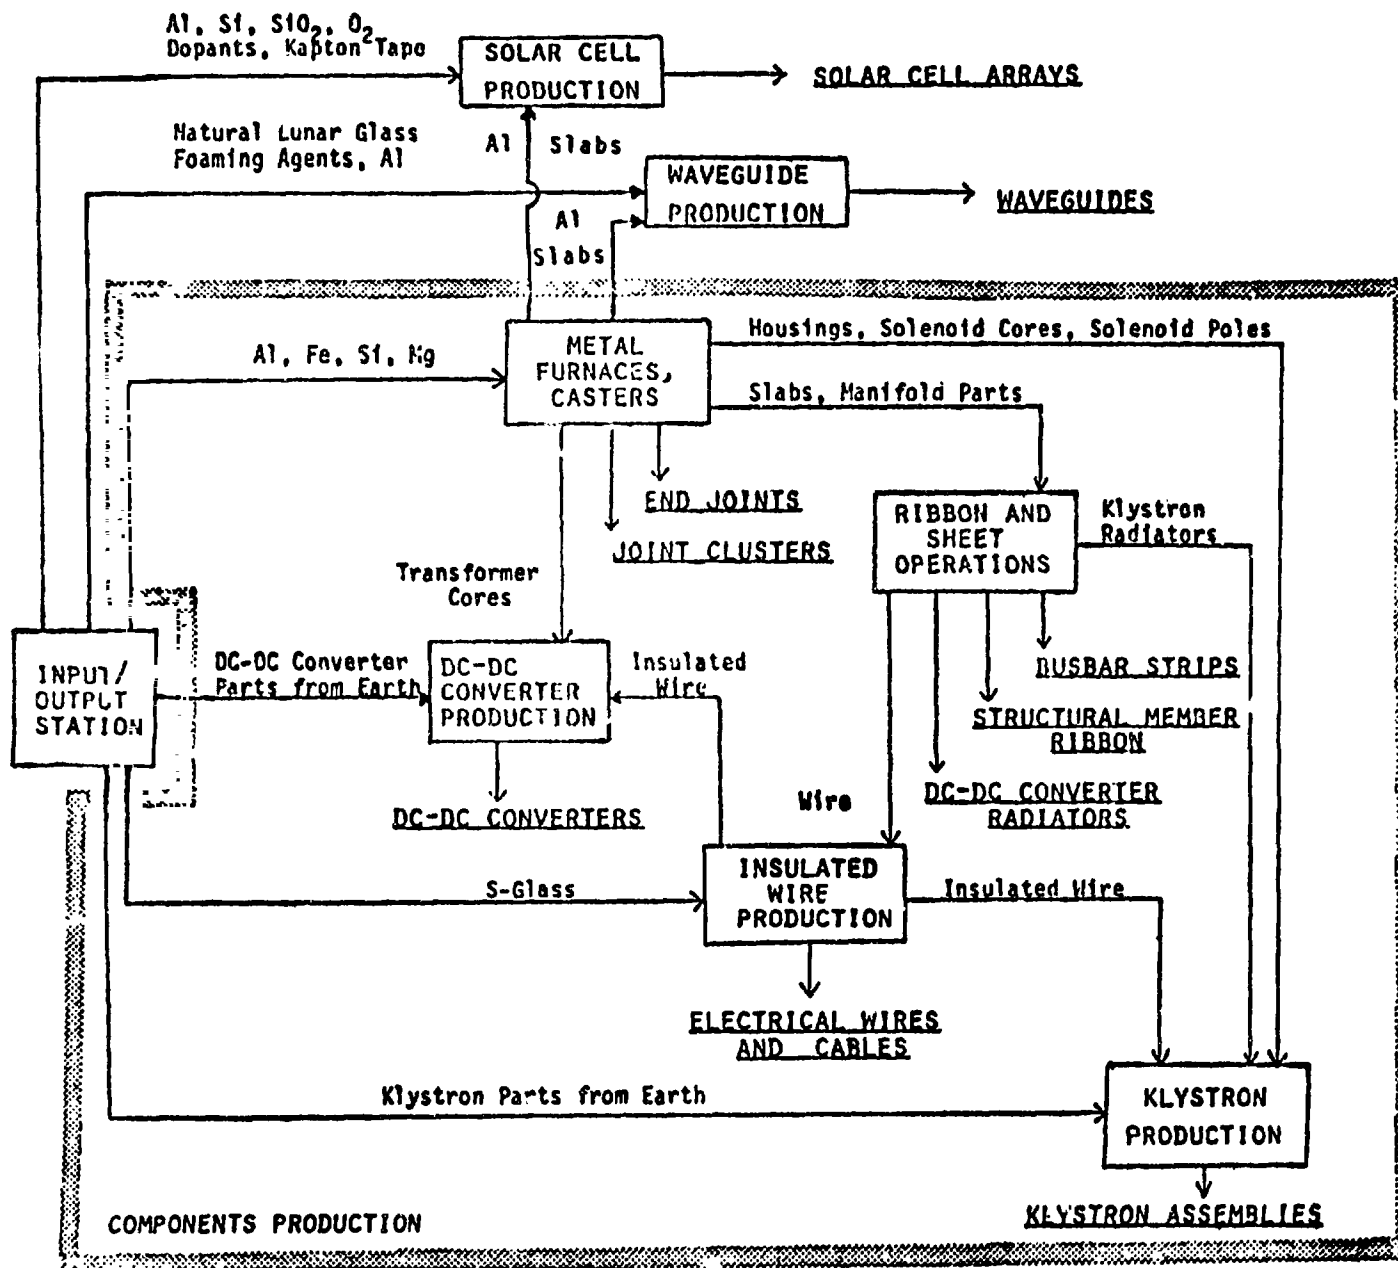 Al, Si, SiO2, O2
Dopants, Kapton Tape
SOLAR CELL
PRODUCTION
SOLAR CELL ARRAYS
Natural Lunar Glass
Foaming Agents, Al
Al Slabs
WAVEGUIDE
PRODUCTION
WAVEGUIDES
Al
Slabs
Al, Fe, Si, Mg
METAL
FURNACES,
CASTERS
Housings, Solenoid Cores, Solenoid Poles
Slabs, Manifold Parts
END JOINTS
JOINT CLUSTERS
RIBBON AND
SHEET
OPERATIONS
Klystron
Radiators
Transformer
Cores
INPUT/
OUTPUT
STATION
DC-DC Converter
Parts from Earth
DC-DC
CONVERTER
PRODUCTION
Insulated
Wire
BUSBAR STRIPS
STRUCTURAL MEMBER
RIBBON
DC-DC CONVERTER
RADIATORS
DC-DC CONVERTERS
Wire
S-Glass
INSULATED
WIRE
PRODUCTION
Insulated Wire
ELECTRICAL WIRES
AND CABLES
Klystron Parts from Earth
KLYSTRON
PRODUCTION
KLYSTRON ASSEMBLIES
COMPONENTS PRODUCTION